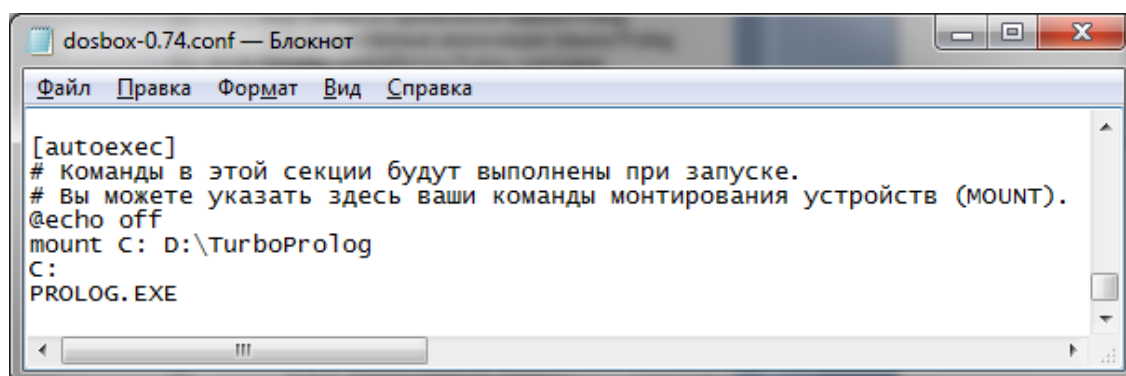 dosbox-0.74.conf — Блокнот
Файл Правка Формат Вид Справка
[autoexec]
# Команды в этой секции будут выполнены при запуске.
# Вы можете указать здесь ваши команды монтирования устройств (MOUNT).
@echo off
mount C: D:\TurboProlog
C:
PROLOG.EXE